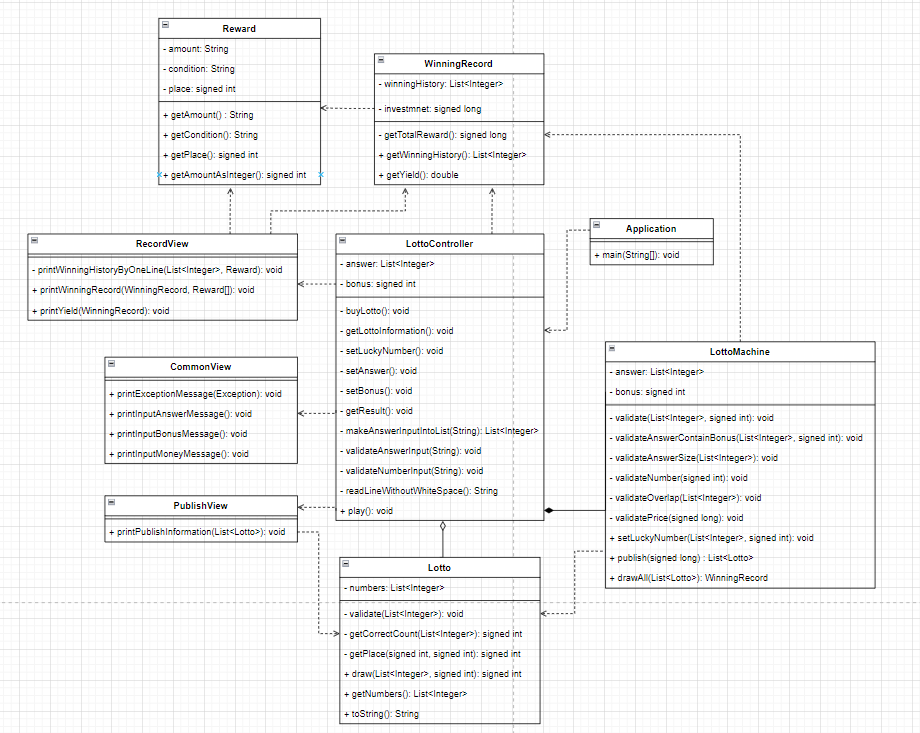 Reward
- amount: String
- condition: String
- place: signed int
+ getAmount() : String
+ getCondition(): String
+ getPlace(): signed int
+ getAmountAsInteger(): signed int
WinningRecord
- winningHistory: List<Integer>
- investmnet: signed long
- getTotalReward(): signed long
+ getWinningHistory(): List<Integer>
+ getYield(): double
RecordView
- printWinningHistoryByOneLine(List<Integer>, Reward): void
+ printWinningRecord(WinningRecord, Reward[]): void
+ printYield(WinningRecord): void
LottoController
- answer: List<Integer>
- bonus: signed int
- buyLotto(): void
- getLottoInformation(): void
- setLuckyNumber(): void
- setAnswer(): void
- setBonus(): void
- getResult(): void
- makeAnswerInputIntoList(String): List<Integer>
- validateAnswerInput(String): void
- validateNumberInput(String): void
- readLineWithoutWhiteSpace(): String
+ play(): void
Application
+ main(String[]): void
CommonView
+ printExceptionMessage(Exception): void
+ printInputAnswerMessage(): void
+ printInputBonusMessage(): void
+ printInputMoneyMessage(): void
LottoMachine
- answer: List<Integer>
- bonus: signed int
- validate(List<Integer>, signed int): void
- validateAnswerContainBonus(List<Integer>, signed int): void
- validateAnswerSize(List<Integer>): void
- validateNumber(signed int): void
- validateOverlap(List<Integer>): void
- validatePrice(signed long): void
+ setLuckyNumber(List<Integer>, signed int): void
+ publish(signed long) : List<Lotto>
+ drawAll(List<Lotto>): WinningRecord
PublishView
+ printPublishInformation(List<Lotto>): void
Lotto
- numbers: List<Integer>
- validate(List<Integer>): void
- getCorrectCount(List<Integer>): signed int
- getPlace(signed int, signed int): signed int
+ draw(List<Integer>, signed int): signed int
+ getNumbers(): List<Integer>
+ toString(): String